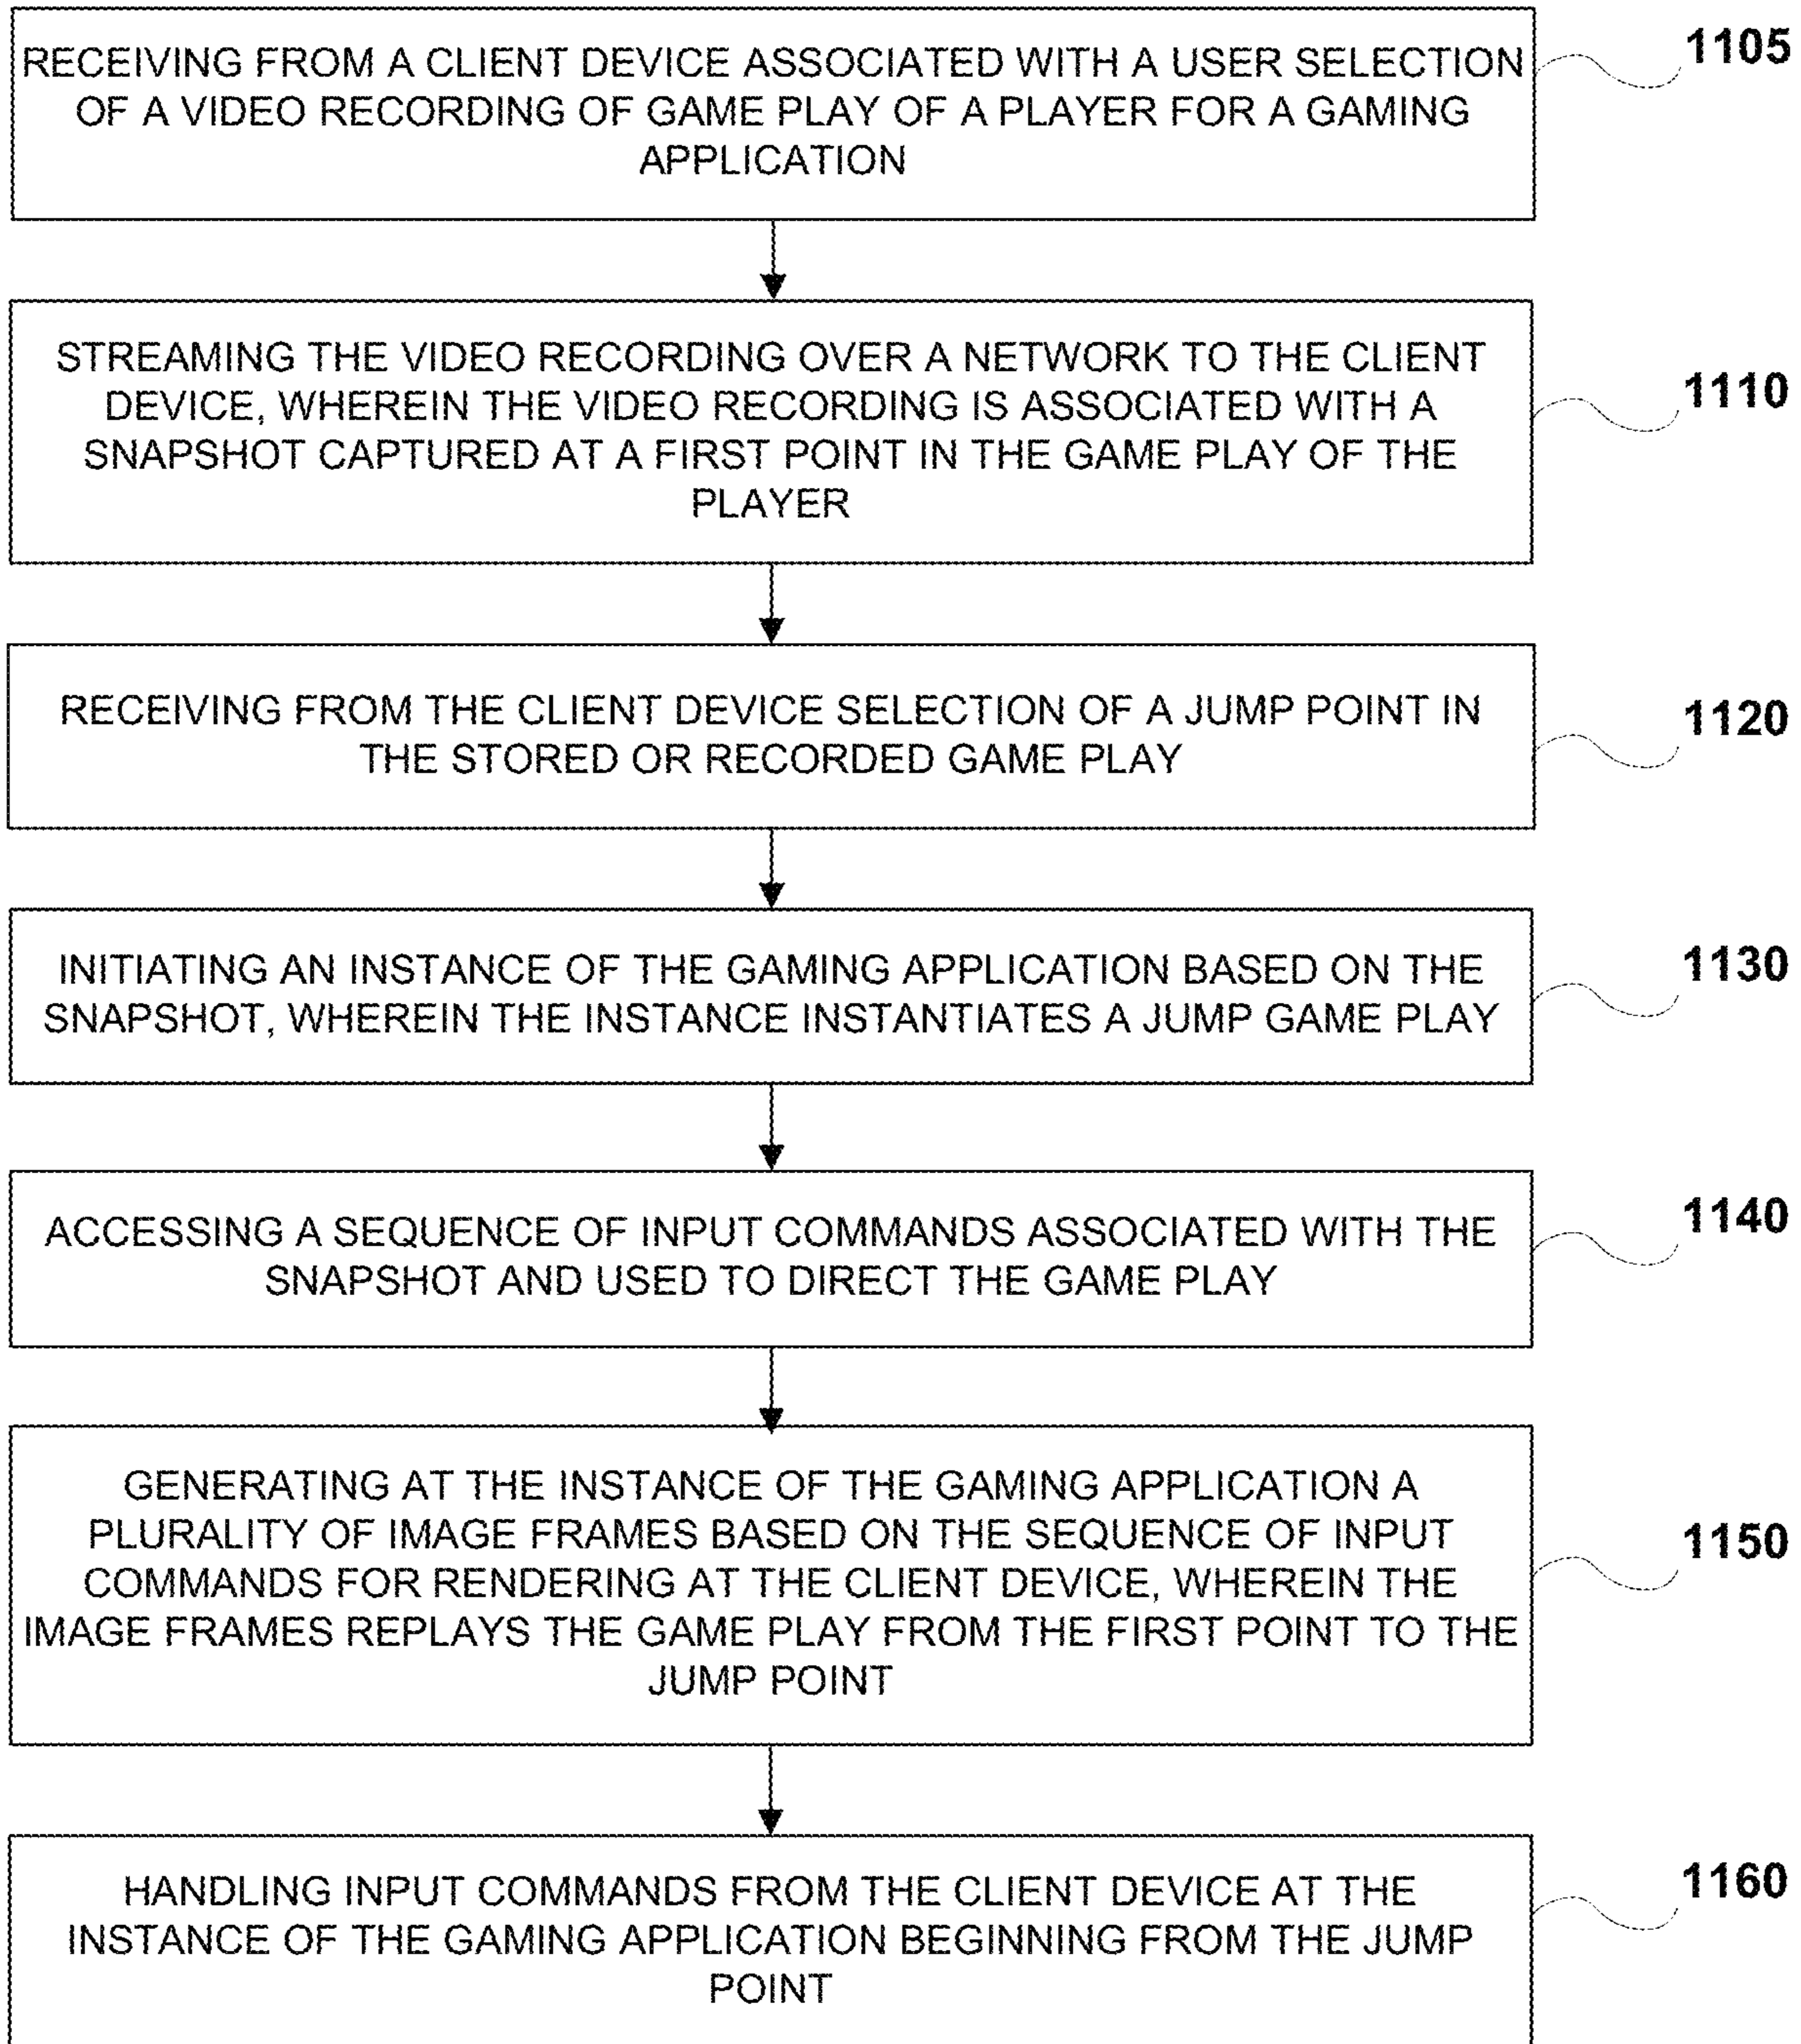 RECEIVING FROM A CLIENT DEVICE ASSOCIATED WITH A USER SELECTION
OF A VIDEO RECORDING OF GAME PLAY OF A PLAYER FOR A GAMING
APPLICATION
1105
STREAMING THE VIDEO RECORDING OVER A NETWORK TO THE CLIENT
DEVICE, WHEREIN THE VIDEO RECORDING IS ASSOCIATED WITH A
SNAPSHOT CAPTURED AT A FIRST POINT IN THE GAME PLAY OF THE
PLAYER
1110
RECEIVING FROM THE CLIENT DEVICE SELECTION OF A JUMP POINT IN
THE STORED OR RECORDED GAME PLAY
1120
INITIATING AN INSTANCE OF THE GAMING APPLICATION BASED ON THE
SNAPSHOT, WHEREIN THE INSTANCE INSTANTIATES A JUMP GAME PLAY
1130
ACCESSING A SEQUENCE OF INPUT COMMANDS ASSOCIATED WITH THE
SNAPSHOT AND USED TO DIRECT THE GAME PLAY
1140
GENERATING AT THE INSTANCE OF THE GAMING APPLICATION A
PLURALITY OF IMAGE FRAMES BASED ON THE SEQUENCE OF INPUT
COMMANDS FOR RENDERING AT THE CLIENT DEVICE, WHEREIN THE
IMAGE FRAMES REPLAYS THE GAME PLAY FROM THE FIRST POINT TO THE
JUMP POINT
1150
HANDLING INPUT COMMANDS FROM THE CLIENT DEVICE AT THE
INSTANCE OF THE GAMING APPLICATION BEGINNING FROM THE JUMP
POINT
1160